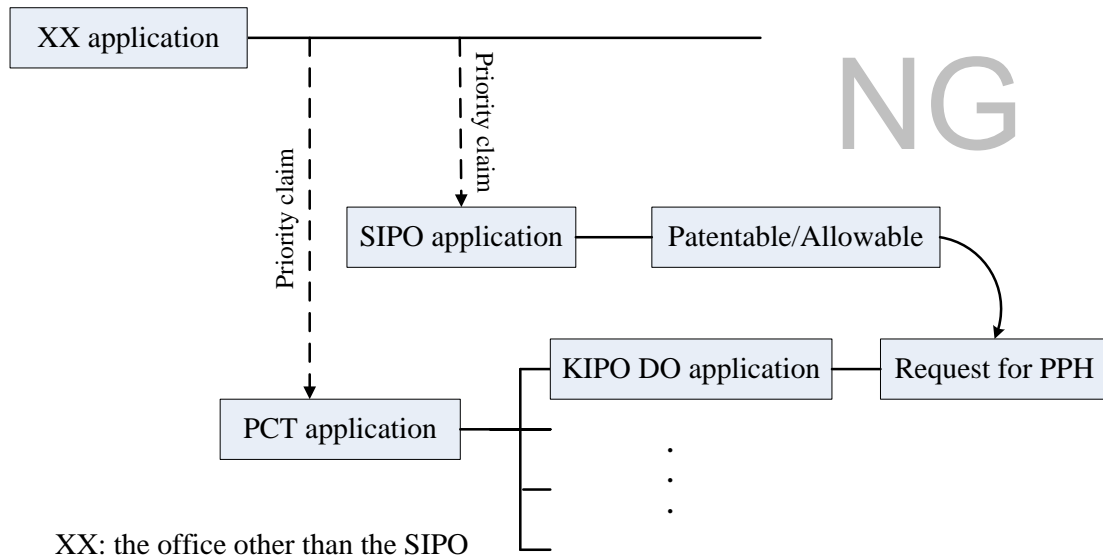 XX application
NG
Priority claim
Priority claim
SIPO application
Patentable/Allowable
KIPO DO application
Request for PPH
PCT application
XX: the office other than the SIPO